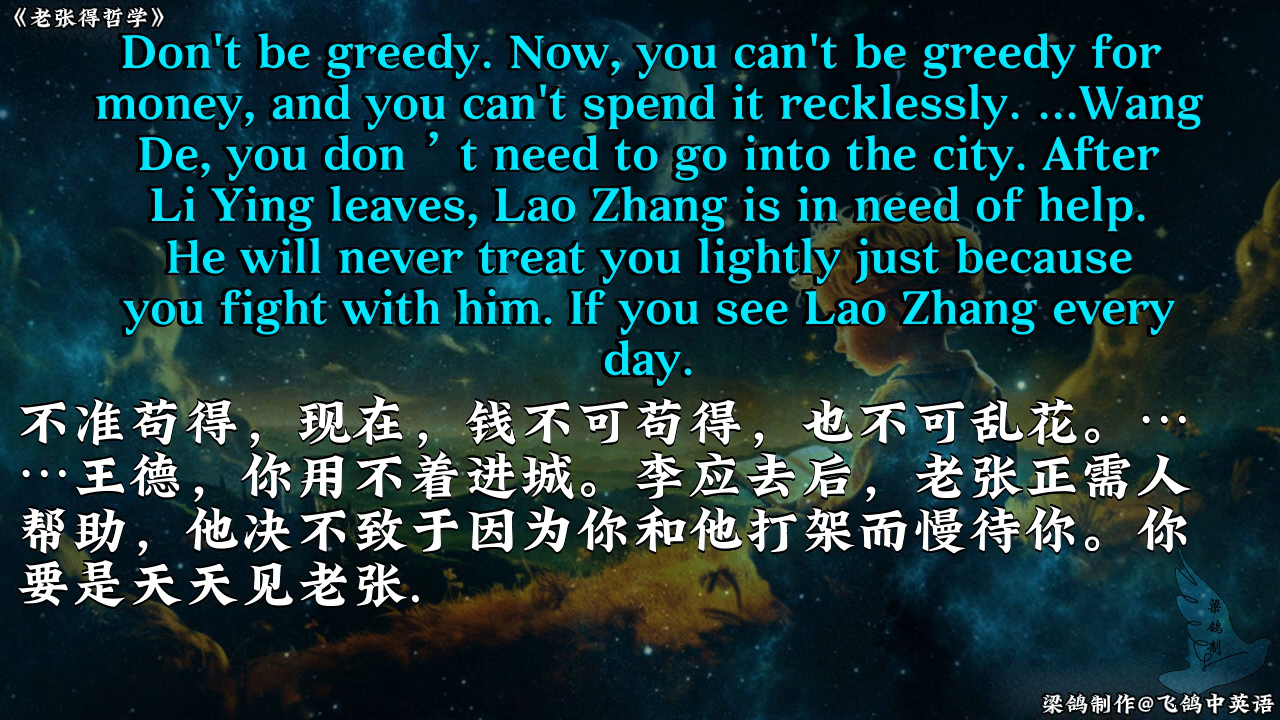 《老张得哲学》
Don't be greedy. Now, you can't be greedy for
money, and you can't spend it recklessly. ...Wang
De, you don ’ t need to go into the city. After
Li Ying leaves, Lao Zhang is in need of help.
He will never treat you lightly just because
you fight with him. If you see Lao Zhang every
day.
不准苟得，现在，钱不可苟得，也不可乱花。…
…王德，你用不着进城。李应去后，老张正需人
帮助，他决不致于因为你和他打架而慢待你。你
要是天天见老张.
梁鸽制
梁鸽制作@飞鸽中英语